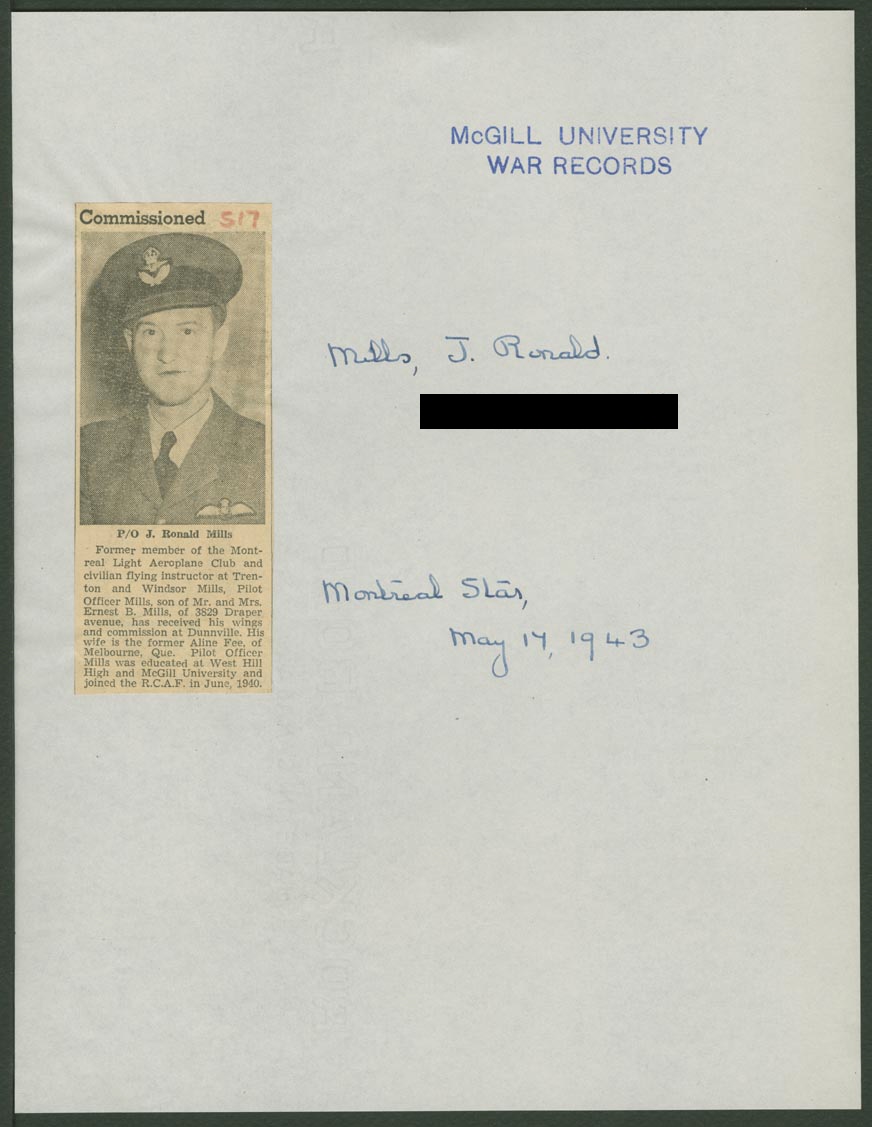 McGILL UNIVERSITY
WAR RECORDS
Commissioned 517
P/O J. Ronald Mills
Former member of the Mont-
real Light Aeroplane Club and
civilian flying instructor at Tren-
ton and Windsor Mills, Pilot
Officer Mills, son of Mr. and Mrs.
Ernest B. Mills, of 3829 Draper
avenue, has received his wings
and commission at Dunnville. His
wife is the former Aline Fee, of
Melbourne, Que. Pilot Officer
Mills was educated at West Hill
High and McGill University and
joined the R.C.A.F. in June, 1940.
Mills, J. Ronald.
Montreal Star,
May 17, 1943